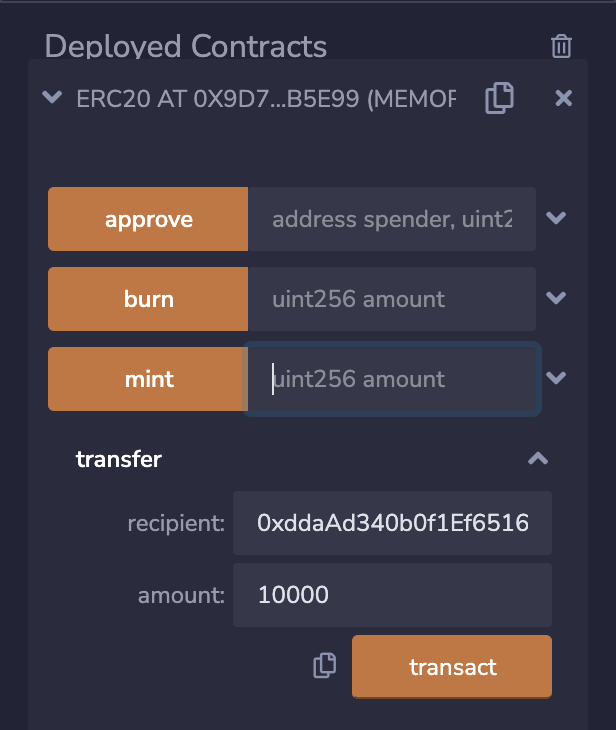 Deployed Contracts
ERC20 AT 0X9D7...B5E99 (MEMOR
approve address spender, uint2
burn uint256 amount
mint uint256 amount
transfer
recipient: 0xddaAd340b0f1Ef6516
amount: 10000
transact